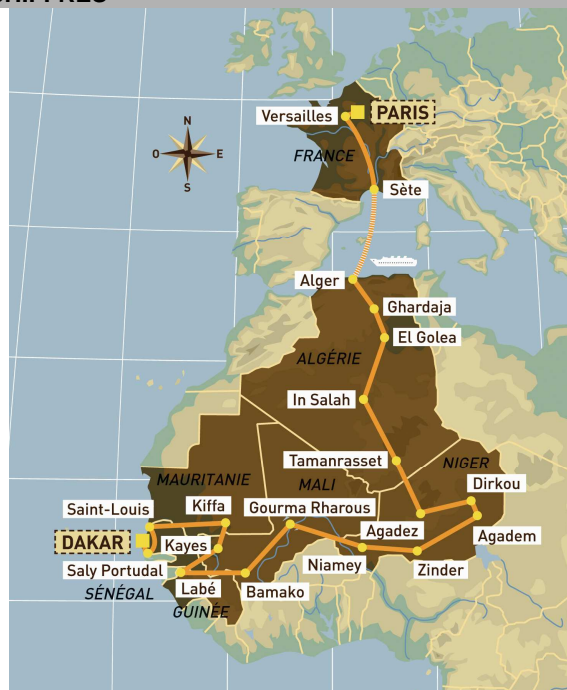 Versailles
PARIS
N
O E
S
FRANCE
Sète
Alger
Ghardaja
El Golea
ALGÉRIE
In Salah
Tamanrasset
NIGER
MAURITANIE
MALI
Dirkou
Saint-Louis
Kiffa
Gourma Rharous
DAKAR
Kayes
Agadez
Agadem
Saly Portudal
Niamey
Zinder
Labé
Bamako
SÉNÉGAL
GUINÉE